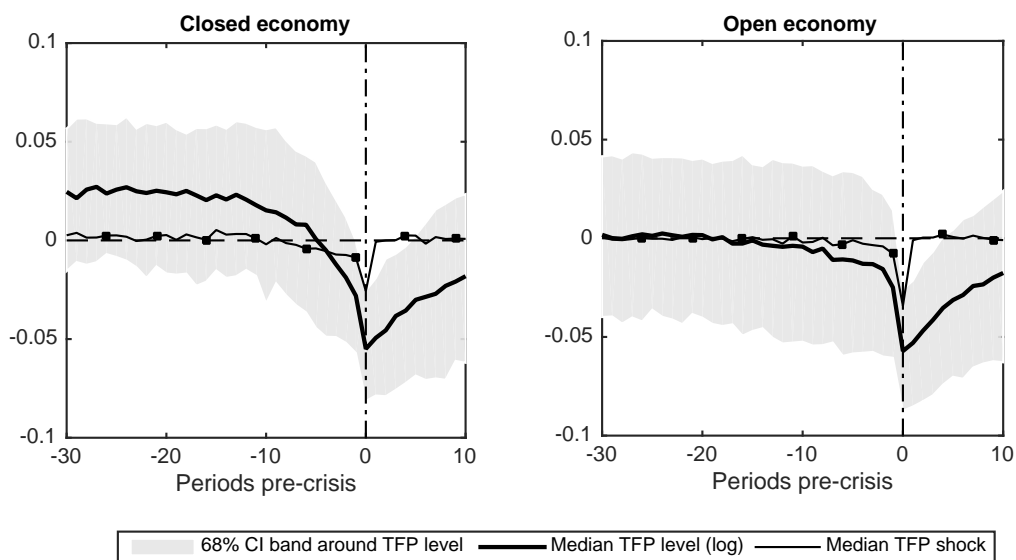 Closed economy
0.1
0.05
0
-0.05
-0.1
-30
-20
-10
0
10
Periods pre-crisis
Open economy
0.1
0.05
0
-0.05
-0.1
-30
-20
-10
0
10
Periods pre-crisis
68% CI band around TFP level
Median TFP level (log)
Median TFP shock